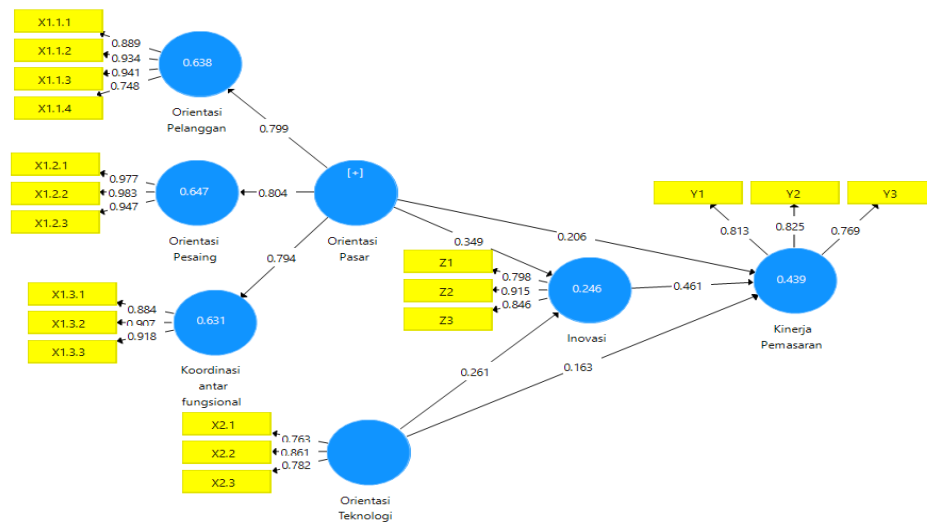 X1.1.1
0.889
X1.1.2
0.934
X1.1.3
0.941
X1.1.4
0.748
0.638
Orientasi
Pelanggan
0.799
X1.2.1
0.977
X1.2.2
0.983
X1.2.3
0.947
0.647
Orientasi
Pesaing
0.804
[+]
Orientasi
Pasar
0.794
X1.3.1
0.884
X1.3.2
0.907
X1.3.3
0.918
0.631
Koordinasi
antar
fungsional
0.349
0.206
Z1
0.798
Z2
0.915
Z3
0.846
0.246
Inovasi
0.461
Y1
Y2
Y3
0.813
0.825
0.769
0.439
Kinerja
Pemasaran
0.261
0.163
X2.1
0.763
X2.2
0.861
X2.3
0.782
Orientasi
Teknologi